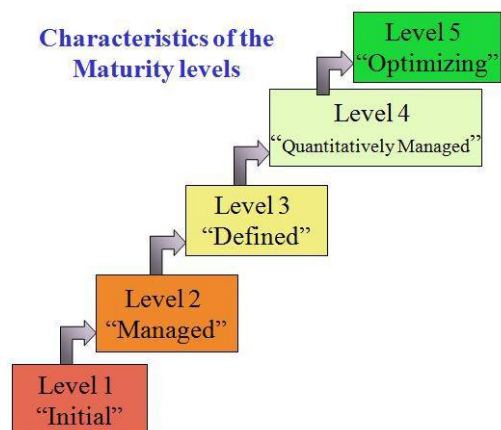 Characteristics of the
Maturity levels
Level 5
“Optimizing”
Level 4
“Quantitatively Managed”
Level 3
“Defined”
Level 2
“Managed”
Level 1
“Initial”